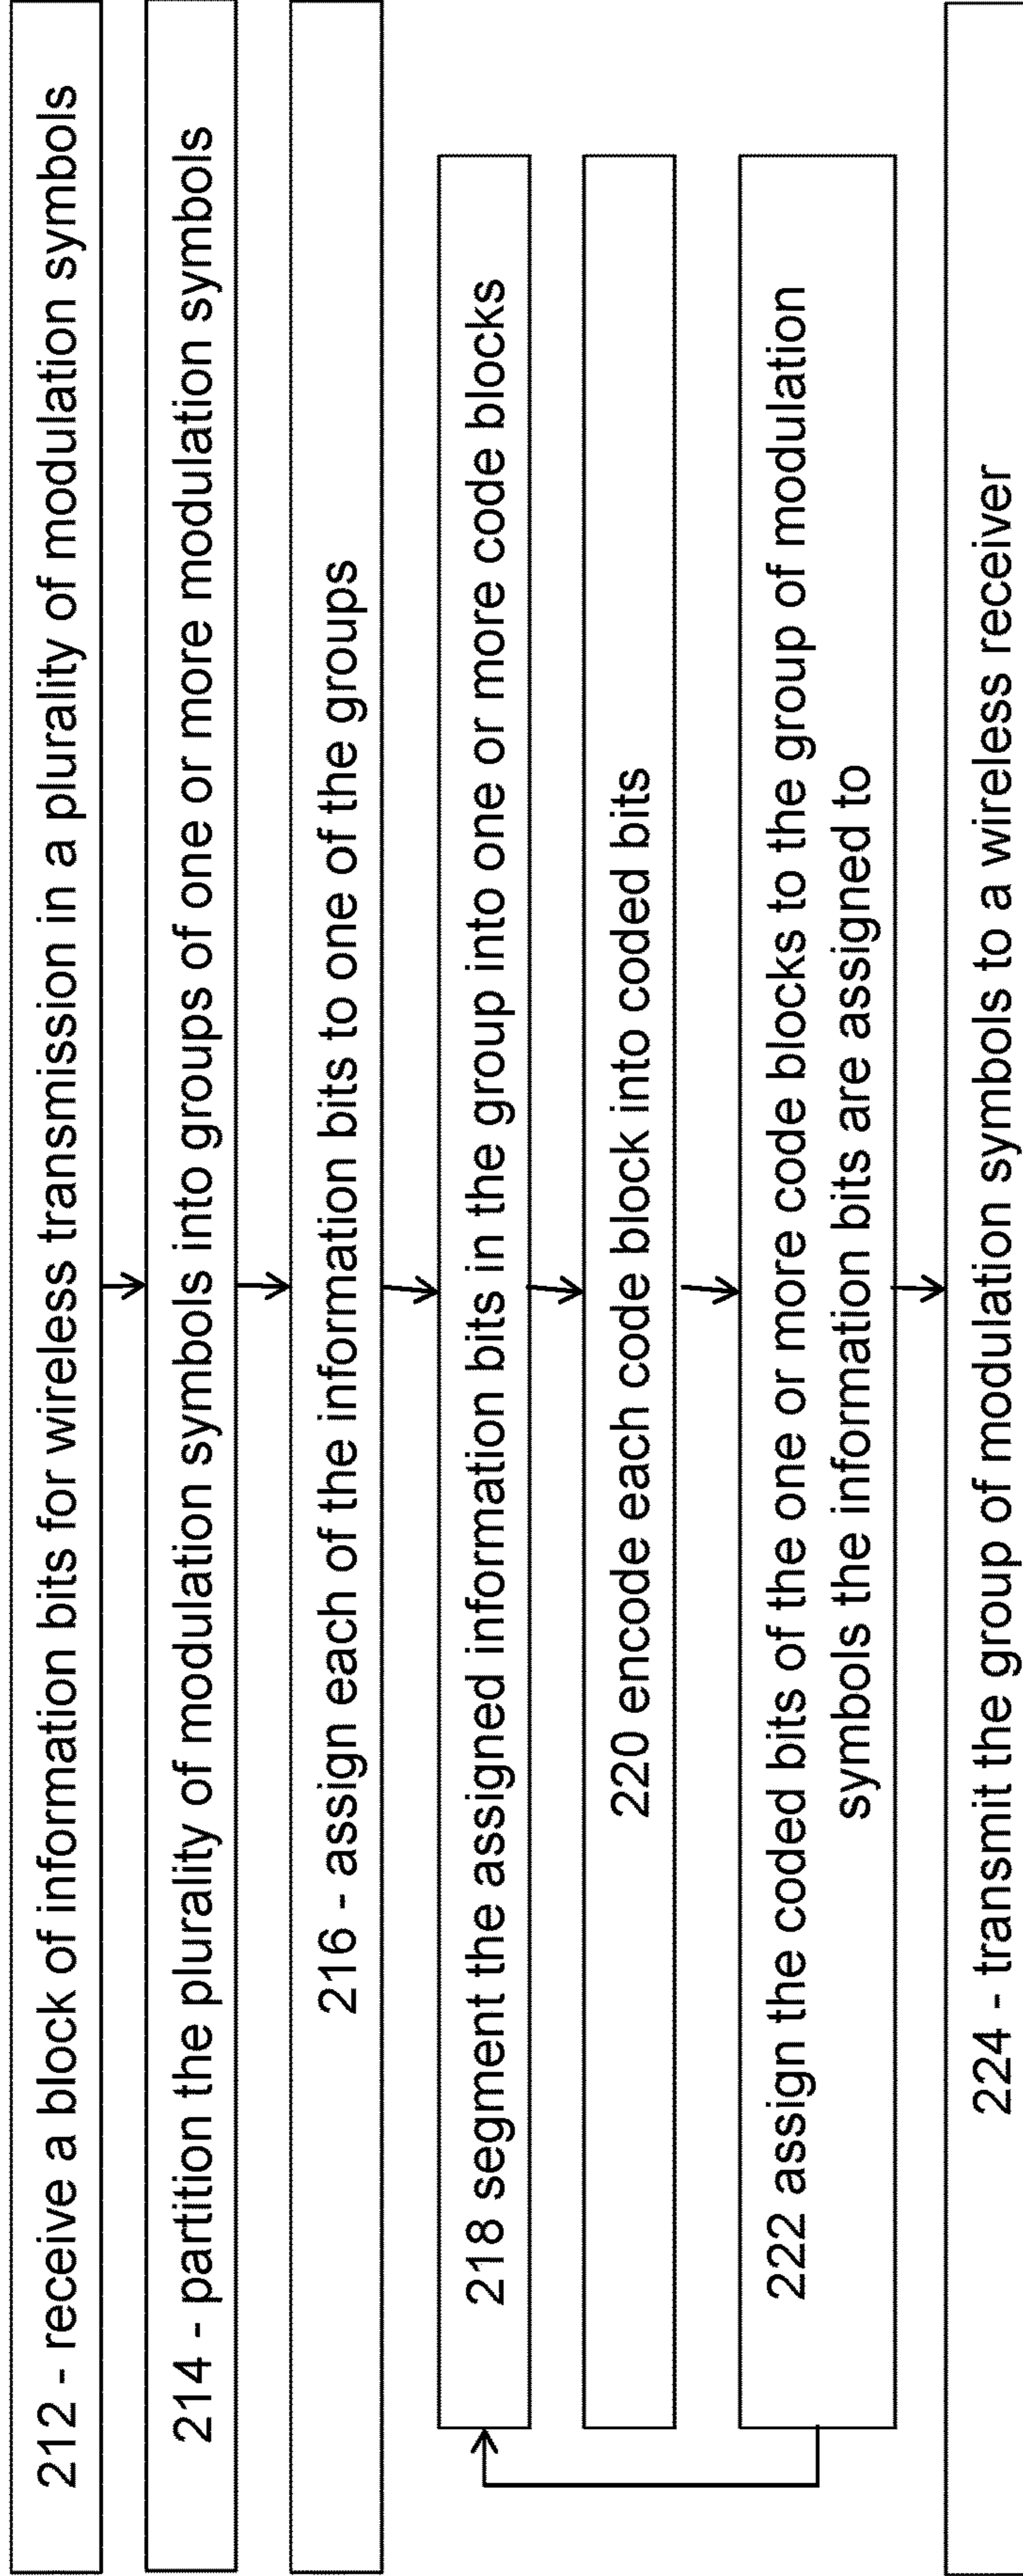 212 - receive a block of information bits for wireless transmission in a plurality of modulation symbols
214 - partition the plurality of modulation symbols into groups of one or more modulation symbols
216 - assign each of the information bits to one of the groups
218 segment the assigned information bits in the group into one or more code blocks
220 encode each code block into coded bits
222 assign the coded bits of the one or more code blocks to the group of modulation
symbols the information bits are assigned to
224 - transmit the group of modulation symbols to a wireless receiver